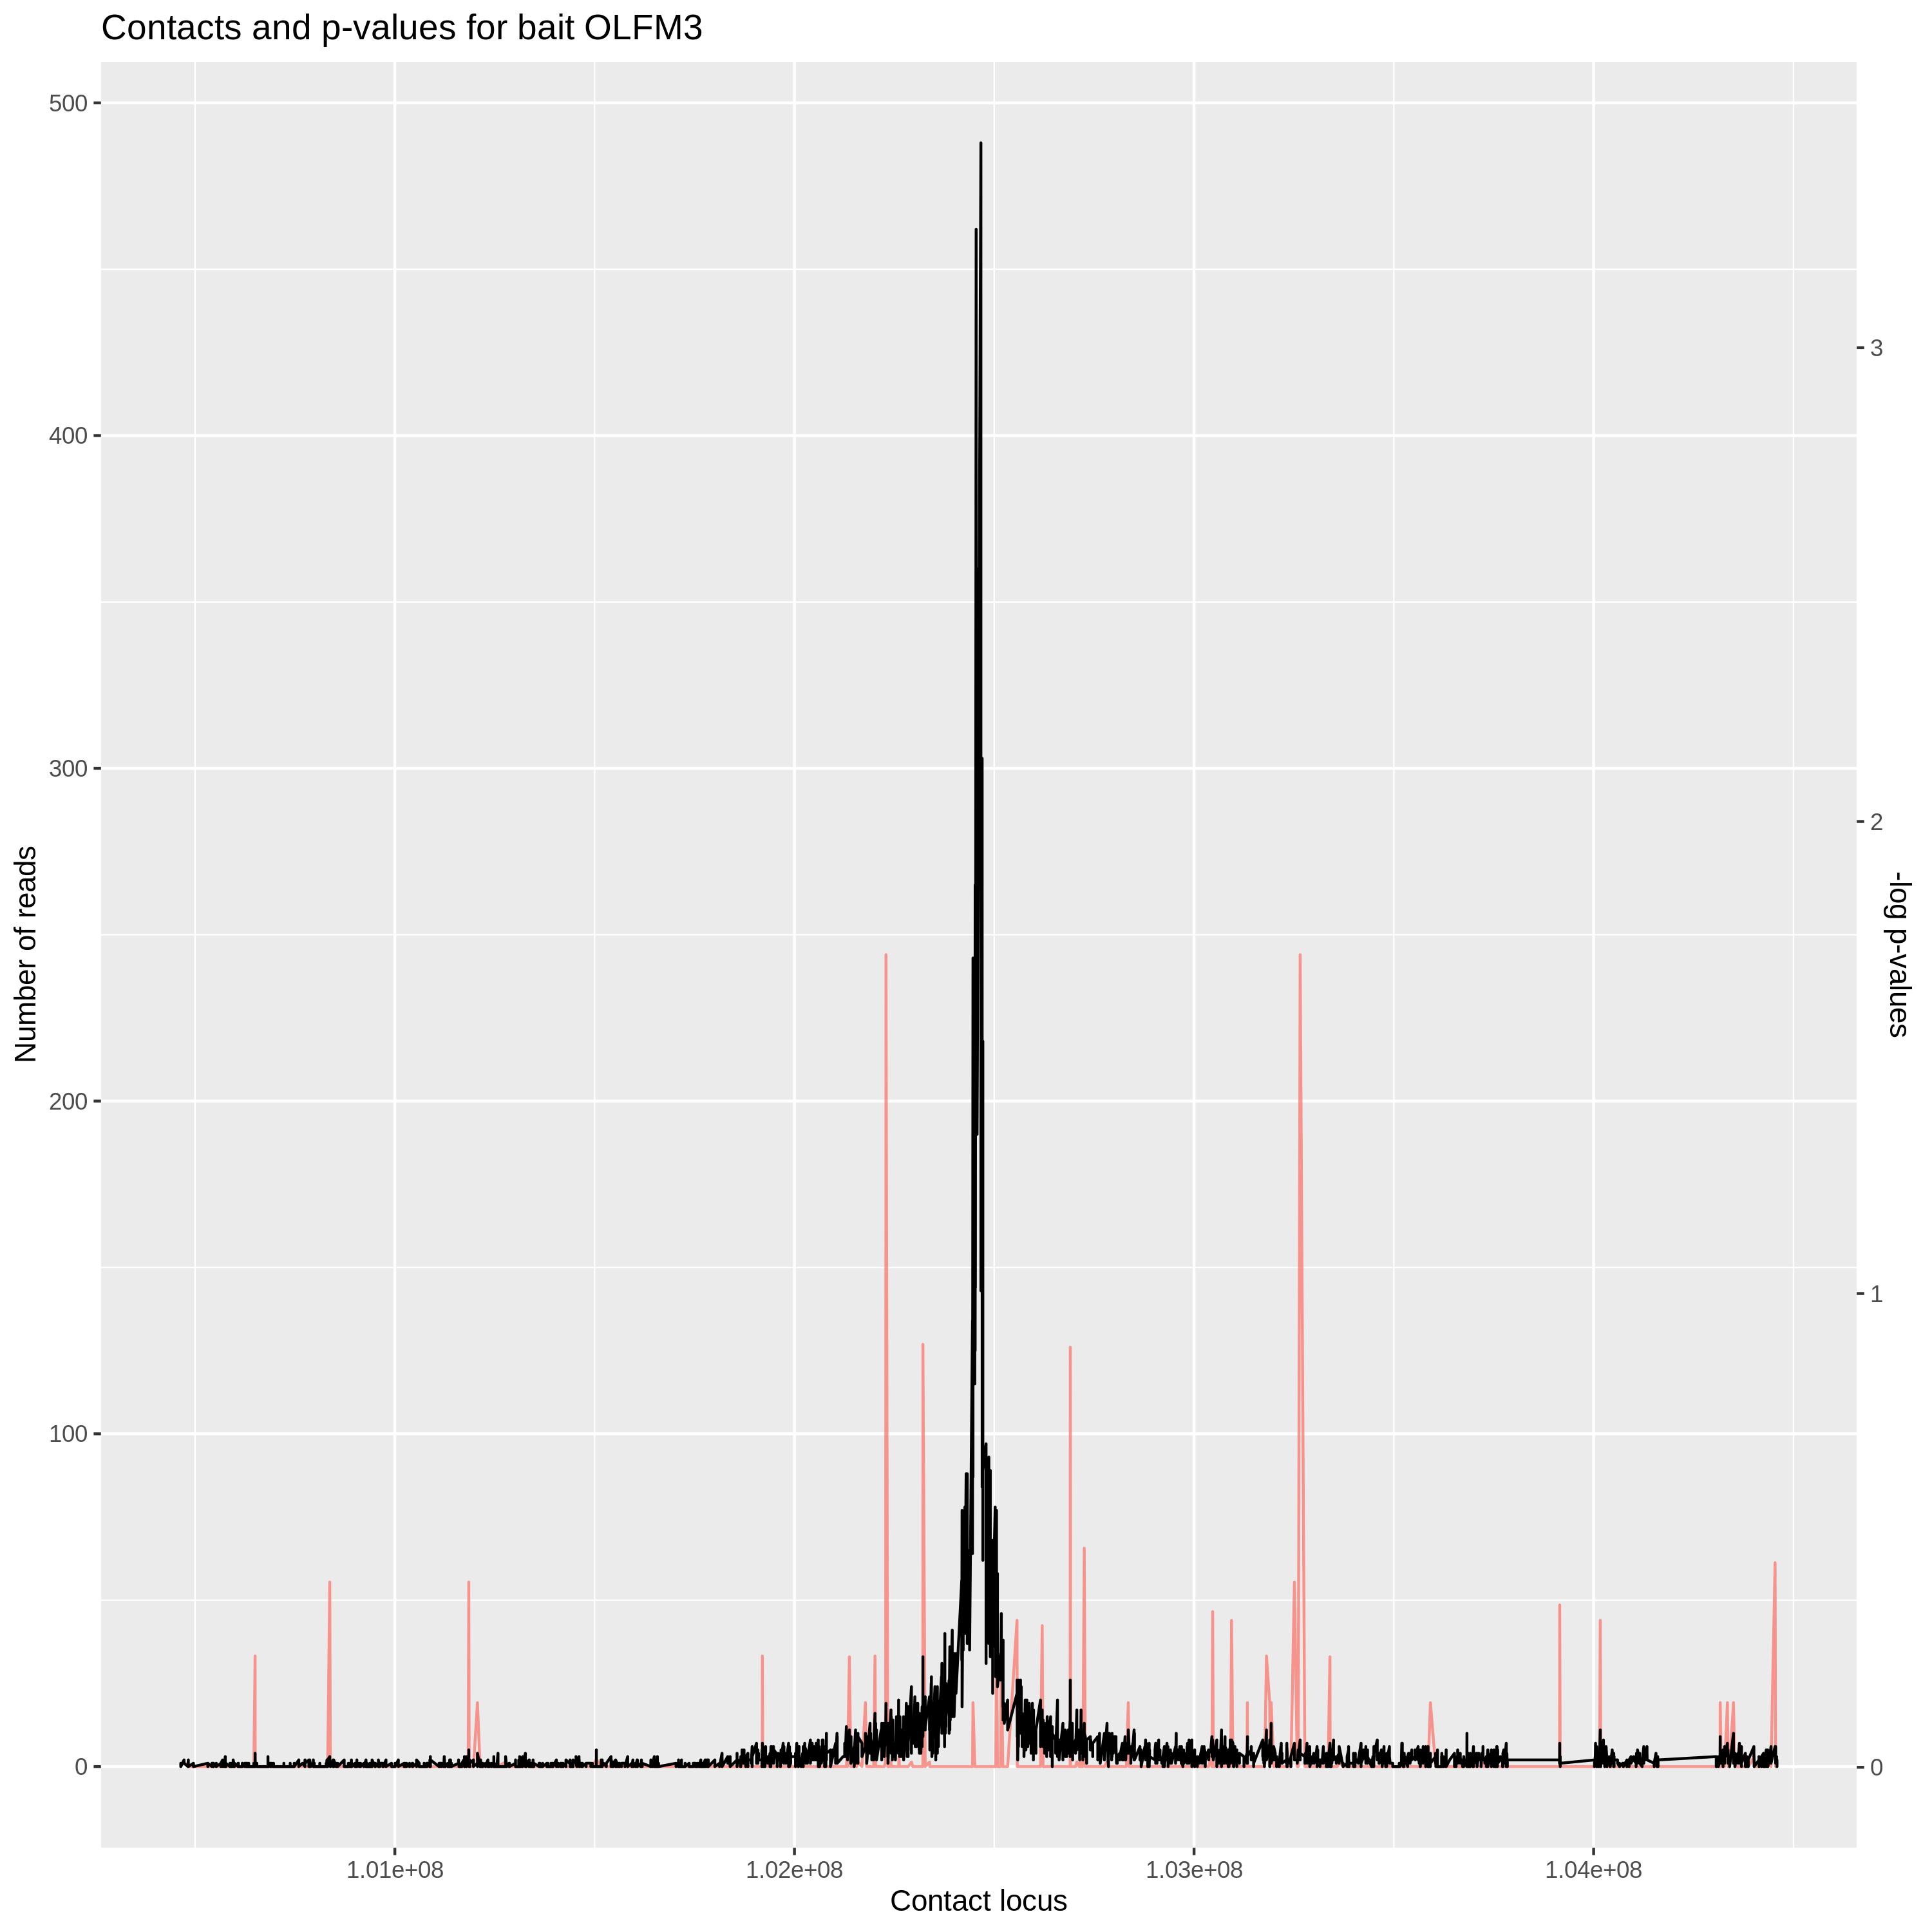 Contacts and p-values for bait OLFM3
500
400
300
200
100
0
Number of reads
3
2
1
0
-log p-values
1.01e+08
1.02e+08
1.03e+08
1.04e+08
Contact locus